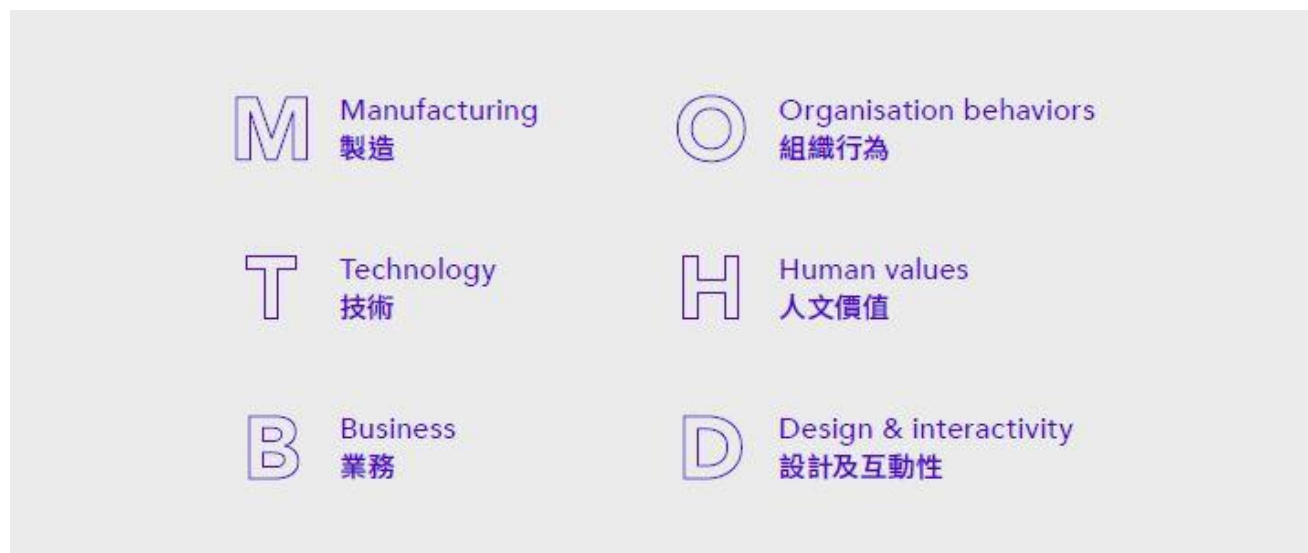 M
Manufacturing
製造
O
Organisation behaviors
組織行為
T
Technology
技術
H
Human values
人文價值
B
Business
業務
D
Design & interactivity
設計及互動性